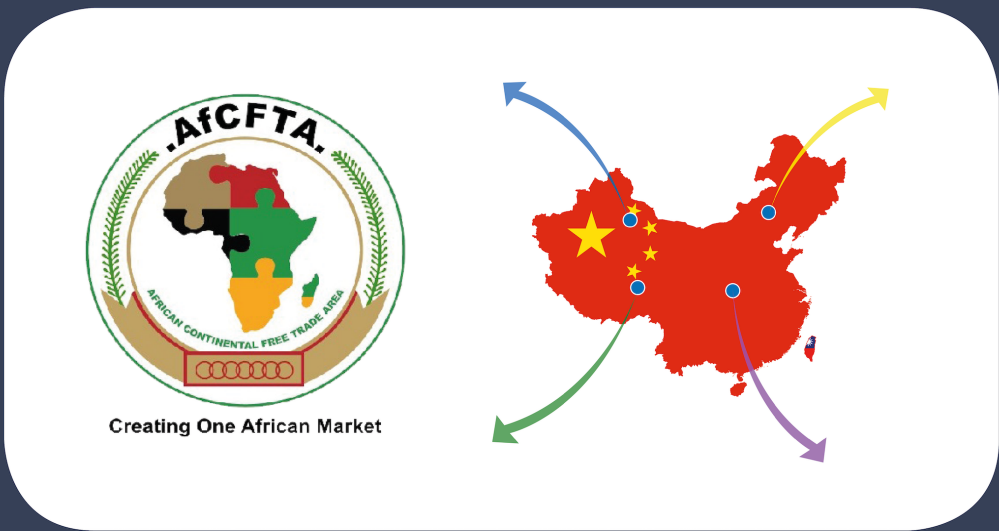 .AfCFTA.
AFRICAN CONTINENTAL FREE TRADE AREA
Creating One African Market